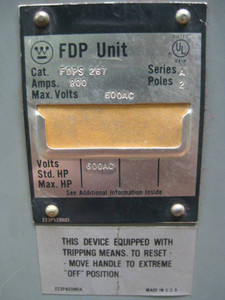 FDP Unit
Cat. FDPS 267 Series A
Amps. 800 Poles 2
Max. Volts 600AC
Volts 600AC
Std. HP
Max. HP
See Additional Information Inside
THIS DEVICE EQUIPPED WITH
TRIPPING MEANS. TO RESET -
- MOVE HANDLE TO EXTREME
"OFF" POSITION.
MADE IN U.S.A.